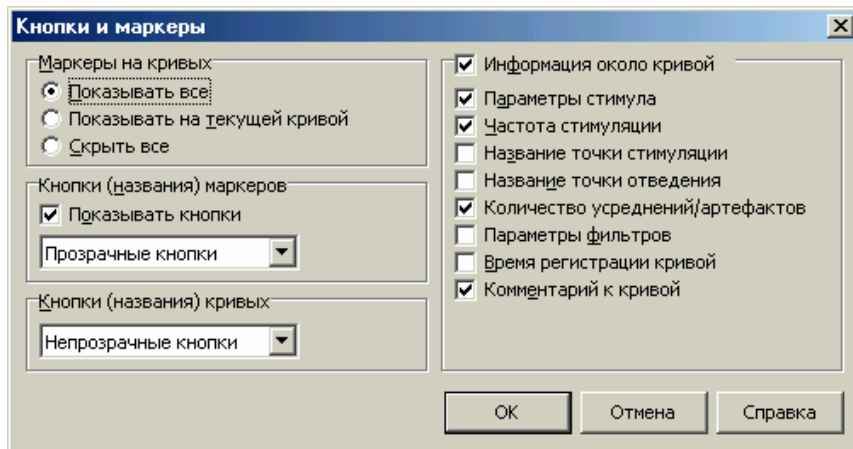 Кнопки и маркеры
Маркеры на кривых
Показывать все
Показывать на текущей кривой
Скрыть все
Кнопки (названия) маркеров
Показывать кнопки
Прозрачные кнопки
Кнопки (названия) кривых
Непрозрачные кнопки
Информация около кривой
Параметры стимула
Частота стимуляции
Название точки стимуляции
Название точки отведения
Количество усреднений/артефактов
Параметры фильтров
Время регистрации кривой
Комментарий к кривой
ОК
Отмена
Справка